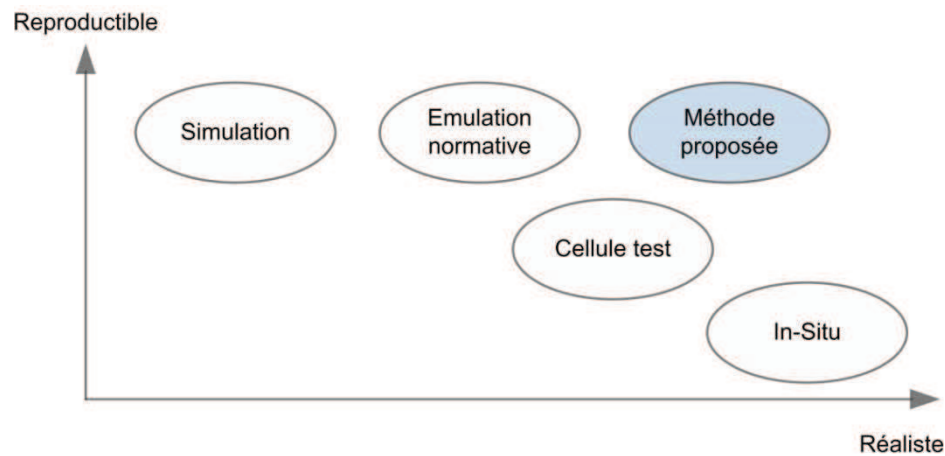 Reproductible
Simulation
Emulation
normative
Méthode
proposée
Cellule test
In-Situ
Réaliste